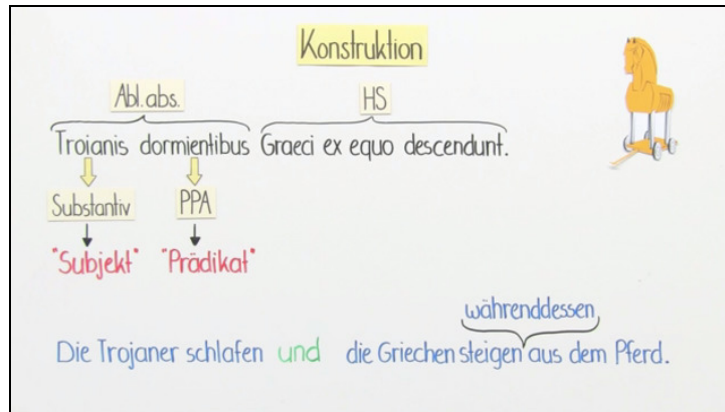 Konstruktion
Abl.abs. HS
Troianis dormientibus Graeci ex equo descendunt.
Substantiv PPA
"Subjekt" "Prädikat"
währenddessen
Die Trojaner schlafen und die Griechen steigen aus dem Pferd.